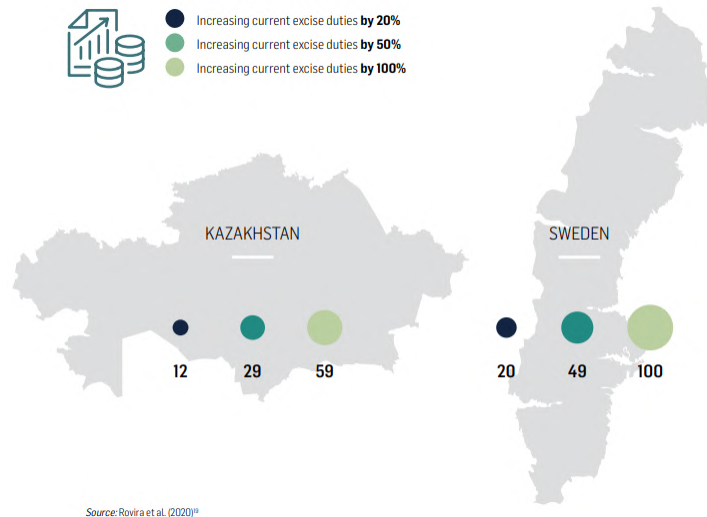 Increasing current excise duties by 20%
Increasing current excise duties by 50%
Increasing current excise duties by 100%
KAZAKHSTAN
SWEDEN
12 29 59
20 49 100
Source: Rovira et al. (2020)¹⁹